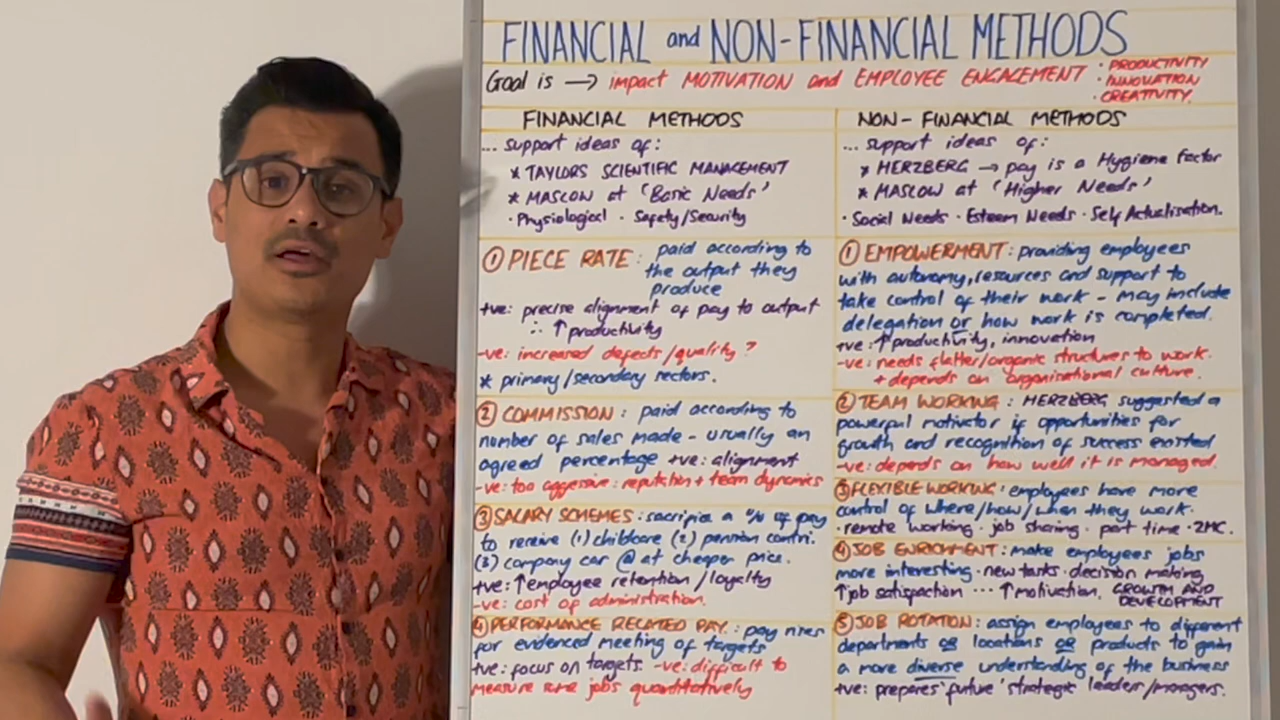 FINANCIAL and NON-FINANCIAL METHODS
Goal is → impact MOTIVATION and EMPLOYEE ENGAGEMENT
· PRODUCTIVITY
· INNOVATION
· CREATIVITY.
FINANCIAL METHODS
... support ideas of:
* TAYLORS SCIENTIFIC MANAGEMENT
* MASLOW at 'Basic Needs'
· Physiological · Safety/Security
① PIECE RATE: paid according to
the output they
produce
+ve: precise alignment of pay to output
∴ ↑ productivity
-ve: increased defects/quality?
* primary/secondary sectors.
② COMMISSION: paid according to
number of sales made - usually an
agreed percentage +ve: alignment
-ve: too aggressive: reputation + team dynamics
③ SALARY SCHEMES: sacrifice a % of pay
to receive (1) childcare (2) pension contri.
(3) company car @ at cheaper price.
+ve: ↑ employee retention/loyalty
-ve: cost of administration.
④ PERFORMANCE RELATED PAY: pay rises
for evidenced meeting of targets
+ve: focus on targets -ve: difficult to
measure some jobs quantitatively
NON-FINANCIAL METHODS
... support ideas of:
* HERZBERG → pay is a Hygiene factor
* MASLOW at 'Higher Needs'
· Social Needs · Esteem Needs · Self Actualisation.
① EMPOWERMENT: providing employees
with autonomy, resources and support to
take control of their work - may include
delegation or how work is completed.
+ve: ↑ productivity, innovation
-ve: needs flatter/organic structures to work.
+ depends on organisational culture.
② TEAM WORKING: HERZBERG suggested a
powerful motivator if opportunities for
growth and recognition of success existed
-ve: depends on how well it is managed.
③ FLEXIBLE WORKING: employees have more
control of where/how/when they work.
· remote working · job sharing · part time · ZHC.
④ JOB ENRICHMENT: make employees jobs
more interesting · new tasks · decision making
↑ job satisfaction ... ↑ motivation. GROWTH AND
DEVELOPMENT
⑤ JOB ROTATION: assign employees to different
departments OR locations OR products to gain
a more diverse understanding of the business
+ve: prepares 'future' strategic leaders/managers.